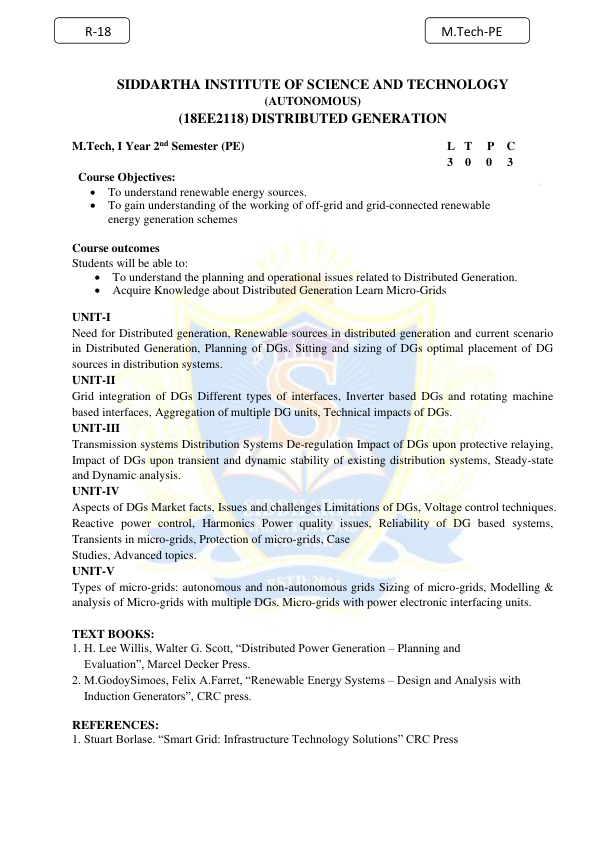 R-18
M.Tech-PE
SIDDARTHA INSTITUTE OF SCIENCE AND TECHNOLOGY
(AUTONOMOUS)
(18EE2118) DISTRIBUTED GENERATION
M.Tech, I Year 2nd Semester (PE) L T P C
3 0 0 3
Course Objectives:
• To understand renewable energy sources.
• To gain understanding of the working of off-grid and grid-connected renewable
energy generation schemes
Course outcomes
Students will be able to:
• To understand the planning and operational issues related to Distributed Generation.
• Acquire Knowledge about Distributed Generation Learn Micro-Grids
UNIT-I
Need for Distributed generation, Renewable sources in distributed generation and current scenario
in Distributed Generation, Planning of DGs, Sitting and sizing of DGs optimal placement of DG
sources in distribution systems.
UNIT-II
Grid integration of DGs Different types of interfaces, Inverter based DGs and rotating machine
based interfaces, Aggregation of multiple DG units, Technical impacts of DGs.
UNIT-III
Transmission systems Distribution Systems De-regulation Impact of DGs upon protective relaying,
Impact of DGs upon transient and dynamic stability of existing distribution systems, Steady-state
and Dynamic analysis.
UNIT-IV
Aspects of DGs Market facts, Issues and challenges Limitations of DGs, Voltage control techniques.
Reactive power control, Harmonics Power quality issues, Reliability of DG based systems,
Transients in micro-grids, Protection of micro-grids, Case
Studies, Advanced topics.
UNIT-V
Types of micro-grids: autonomous and non-autonomous grids Sizing of micro-grids, Modelling &
analysis of Micro-grids with multiple DGs. Micro-grids with power electronic interfacing units.
TEXT BOOKS:
1. H. Lee Willis, Walter G. Scott, “Distributed Power Generation – Planning and
Evaluation”, Marcel Decker Press.
2. M.GodoySimoes, Felix A.Farret, “Renewable Energy Systems – Design and Analysis with
Induction Generators”, CRC press.
REFERENCES:
1. Stuart Borlase. “Smart Grid: Infrastructure Technology Solutions” CRC Press